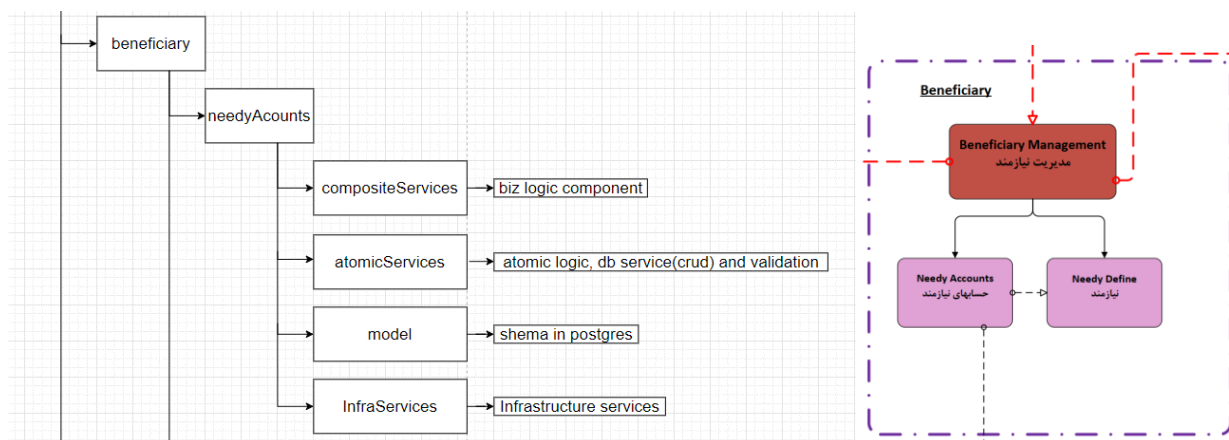 beneficiary
needyAcounts
compositeServices
biz logic component
atomicServices
atomic logic, db service(crud) and validation
model
shema in postgres
InfraServices
Infrastructure services
Beneficiary
Beneficiary Management
مدیریت نیازمند
Needy Accounts
حسابهای نیازمند
Needy Define
نیازمند